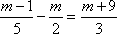 (m−1)/5 − m/2 = (m+9)/3